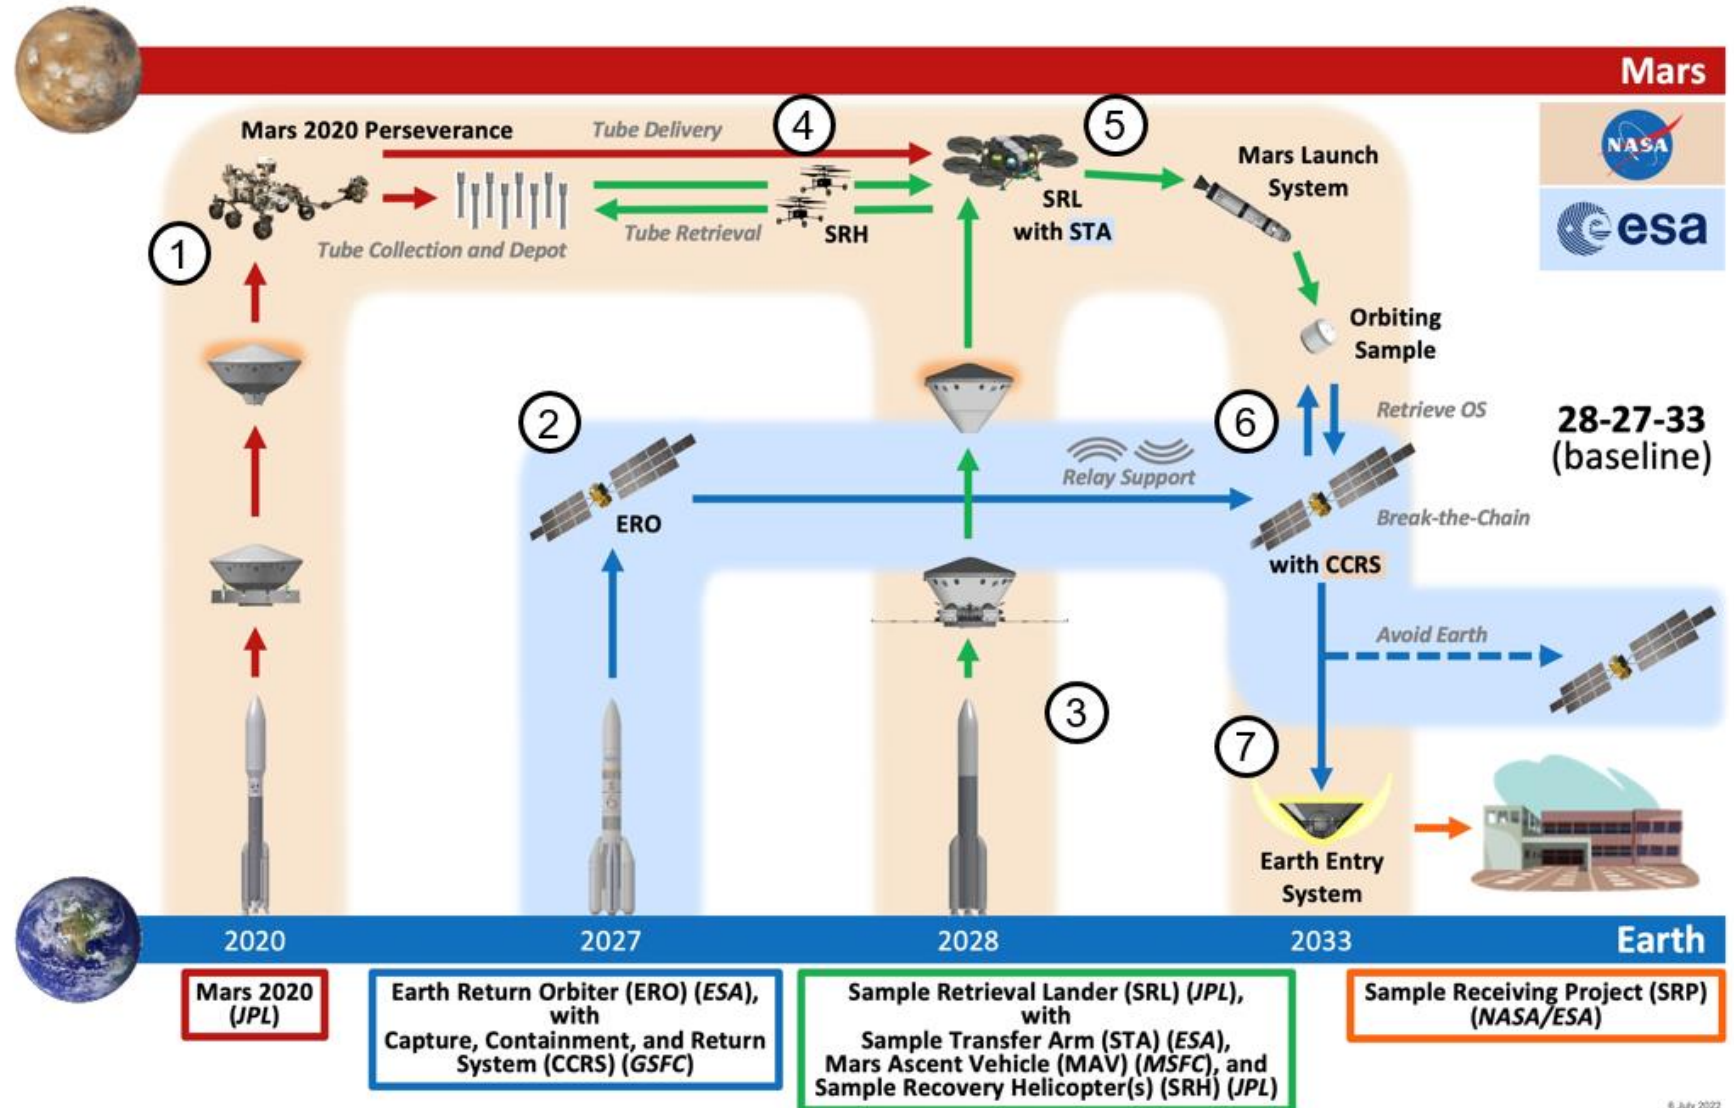 Mars
NASA
esa
Mars 2020 Perseverance
Tube Delivery
4
5
Mars Launch
System
SRL
with STA
SRH
Tube Retrieval
Tube Collection and Depot
1
Orbiting
Sample
2
6
Retrieve OS
28-27-33
(baseline)
Relay Support
ERO
Break-the-Chain
with CCRS
Avoid Earth
3
7
Earth Entry
System
2020
2027
2028
2033
Earth
Mars 2020
(JPL)
Earth Return Orbiter (ERO) (ESA),
with
Capture, Containment, and Return
System (CCRS) (GSFC)
Sample Retrieval Lander (SRL) (JPL),
with
Sample Transfer Arm (STA) (ESA),
Mars Ascent Vehicle (MAV) (MSFC), and
Sample Recovery Helicopter(s) (SRH) (JPL)
Sample Receiving Project (SRP)
(NASA/ESA)
6 July 2022